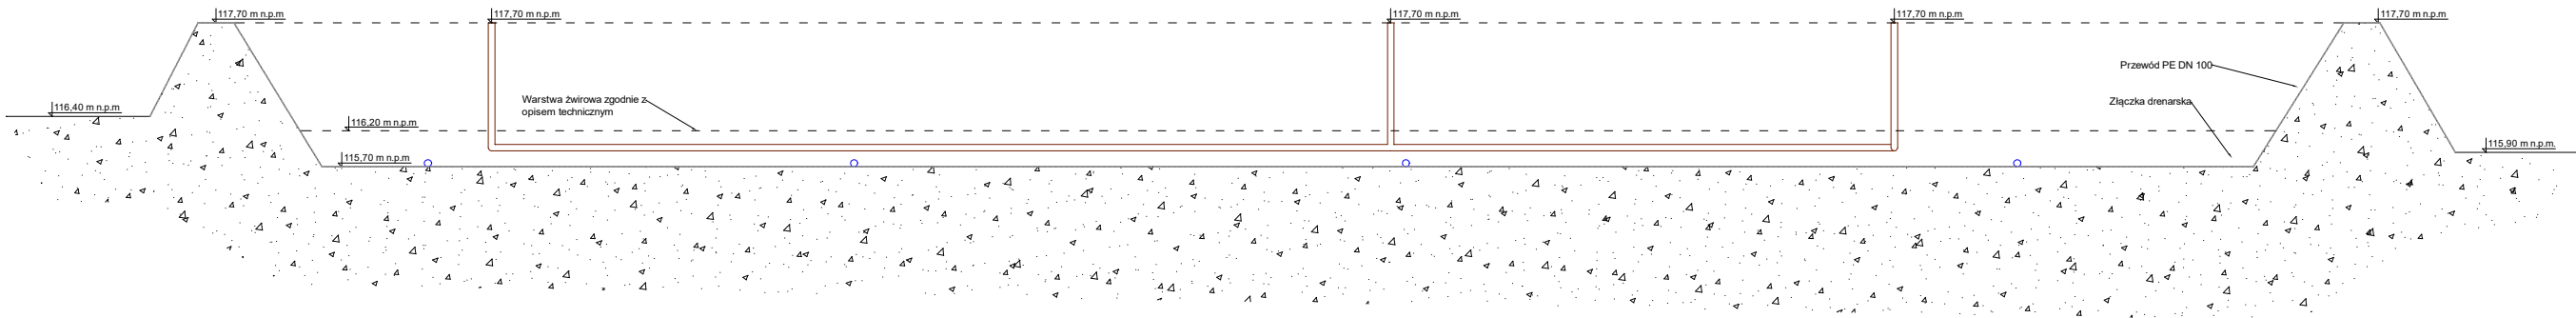 117,70 m n.p.m
117,70 m n.p.m
117,70 m n.p.m
117,70 m n.p.m
117,70 m n.p.m
Przewód PE DN 100
Warstwa żwirowa zgodnie z
opisem technicznym
Złączka drenarska
116,40 m n.p.m
116,20 m n.p.m
115,70 m n.p.m
115,90 m n.p.m.